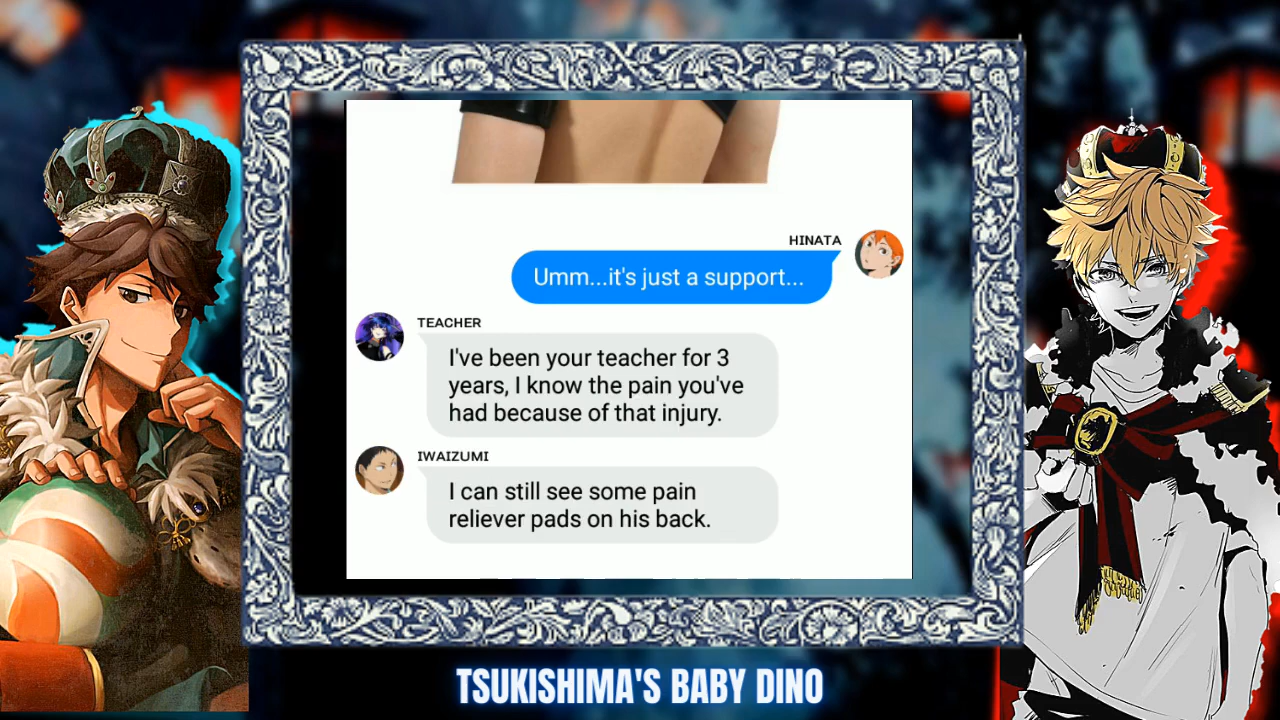 HINATA
Umm...it's just a support...
TEACHER
I've been your teacher for 3
years, I know the pain you've
had because of that injury.
IWAIZUMI
I can still see some pain
reliever pads on his back.
TSUKISHIMA'S BABY DINO